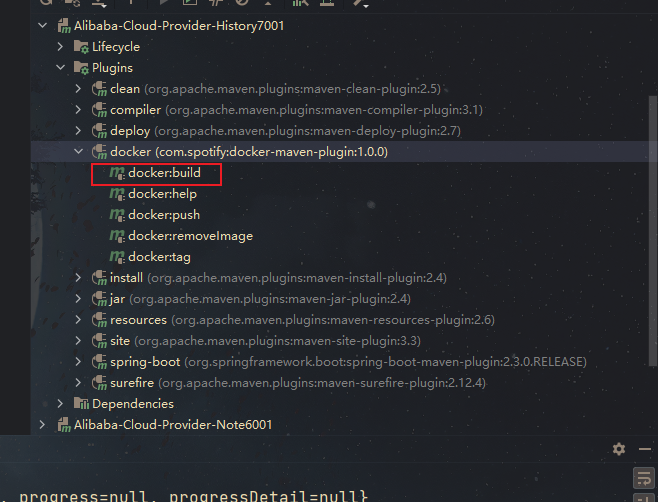 Alibaba-Cloud-Provider-History7001
Lifecycle
Plugins
clean (org.apache.maven.plugins:maven-clean-plugin:2.5)
compiler (org.apache.maven.plugins:maven-compiler-plugin:3.1)
deploy (org.apache.maven.plugins:maven-deploy-plugin:2.7)
docker (com.spotify:docker-maven-plugin:1.0.0)
docker:build
docker:help
docker:push
docker:removeImage
docker:tag
install (org.apache.maven.plugins:maven-install-plugin:2.4)
jar (org.apache.maven.plugins:maven-jar-plugin:2.4)
resources (org.apache.maven.plugins:maven-resources-plugin:2.6)
site (org.apache.maven.plugins:maven-site-plugin:3.3)
spring-boot (org.springframework.boot:spring-boot-maven-plugin:2.3.0.RELEASE)
surefire (org.apache.maven.plugins:maven-surefire-plugin:2.12.4)
Dependencies
Alibaba-Cloud-Provider-Note6001
, progress=null, progressDetail=null}